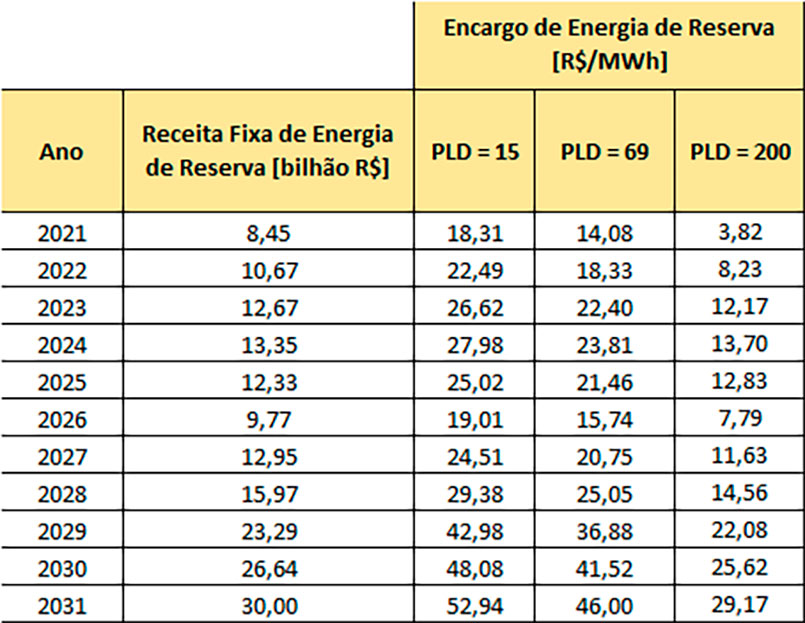 Encargo de Energia de Reserva
[R$/MWh]
Ano
Receita Fixa de Energia
de Reserva [bilhão R$]
PLD = 15
PLD = 69
PLD = 200
2021 8,45 18,31 14,08 3,82
2022 10,67 22,49 18,33 8,23
2023 12,67 26,62 22,40 12,17
2024 13,35 27,98 23,81 13,70
2025 12,33 25,02 21,46 12,83
2026 9,77 19,01 15,74 7,79
2027 12,95 24,51 20,75 11,63
2028 15,97 29,38 25,05 14,56
2029 23,29 42,98 36,88 22,08
2030 26,64 48,08 41,52 25,62
2031 30,00 52,94 46,00 29,17